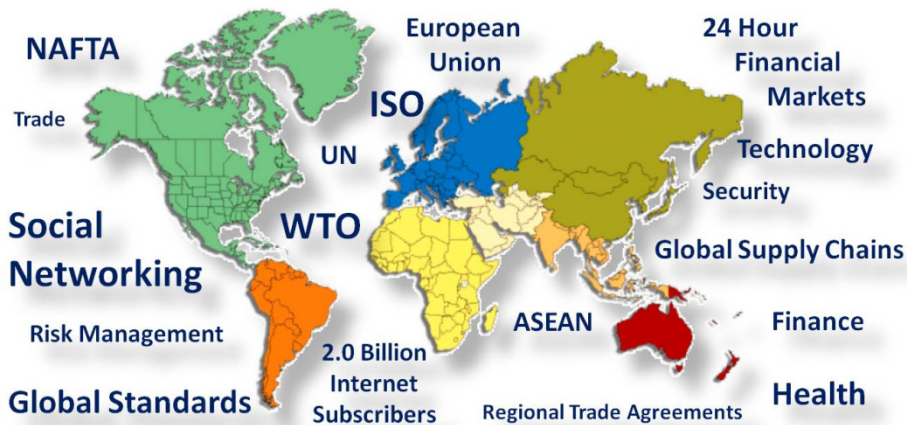 NAFTA
European
Union
24 Hour
Financial
Markets
ISO
Trade
UN
Technology
Security
WTO
Social
Networking
Global Supply Chains
Risk Management
ASEAN
Finance
2.0 Billion
Internet
Subscribers
Global Standards
Regional Trade Agreements
Health